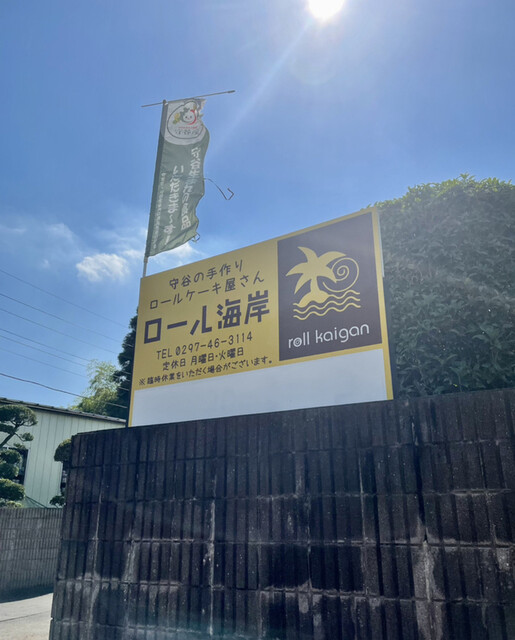 守谷の手作り
ロールケーキ屋さん
ロール海岸
TEL 0297-46-3114
定休日 月曜日・火曜日
※臨時休業をいただく場合がございます。
roll kaigan